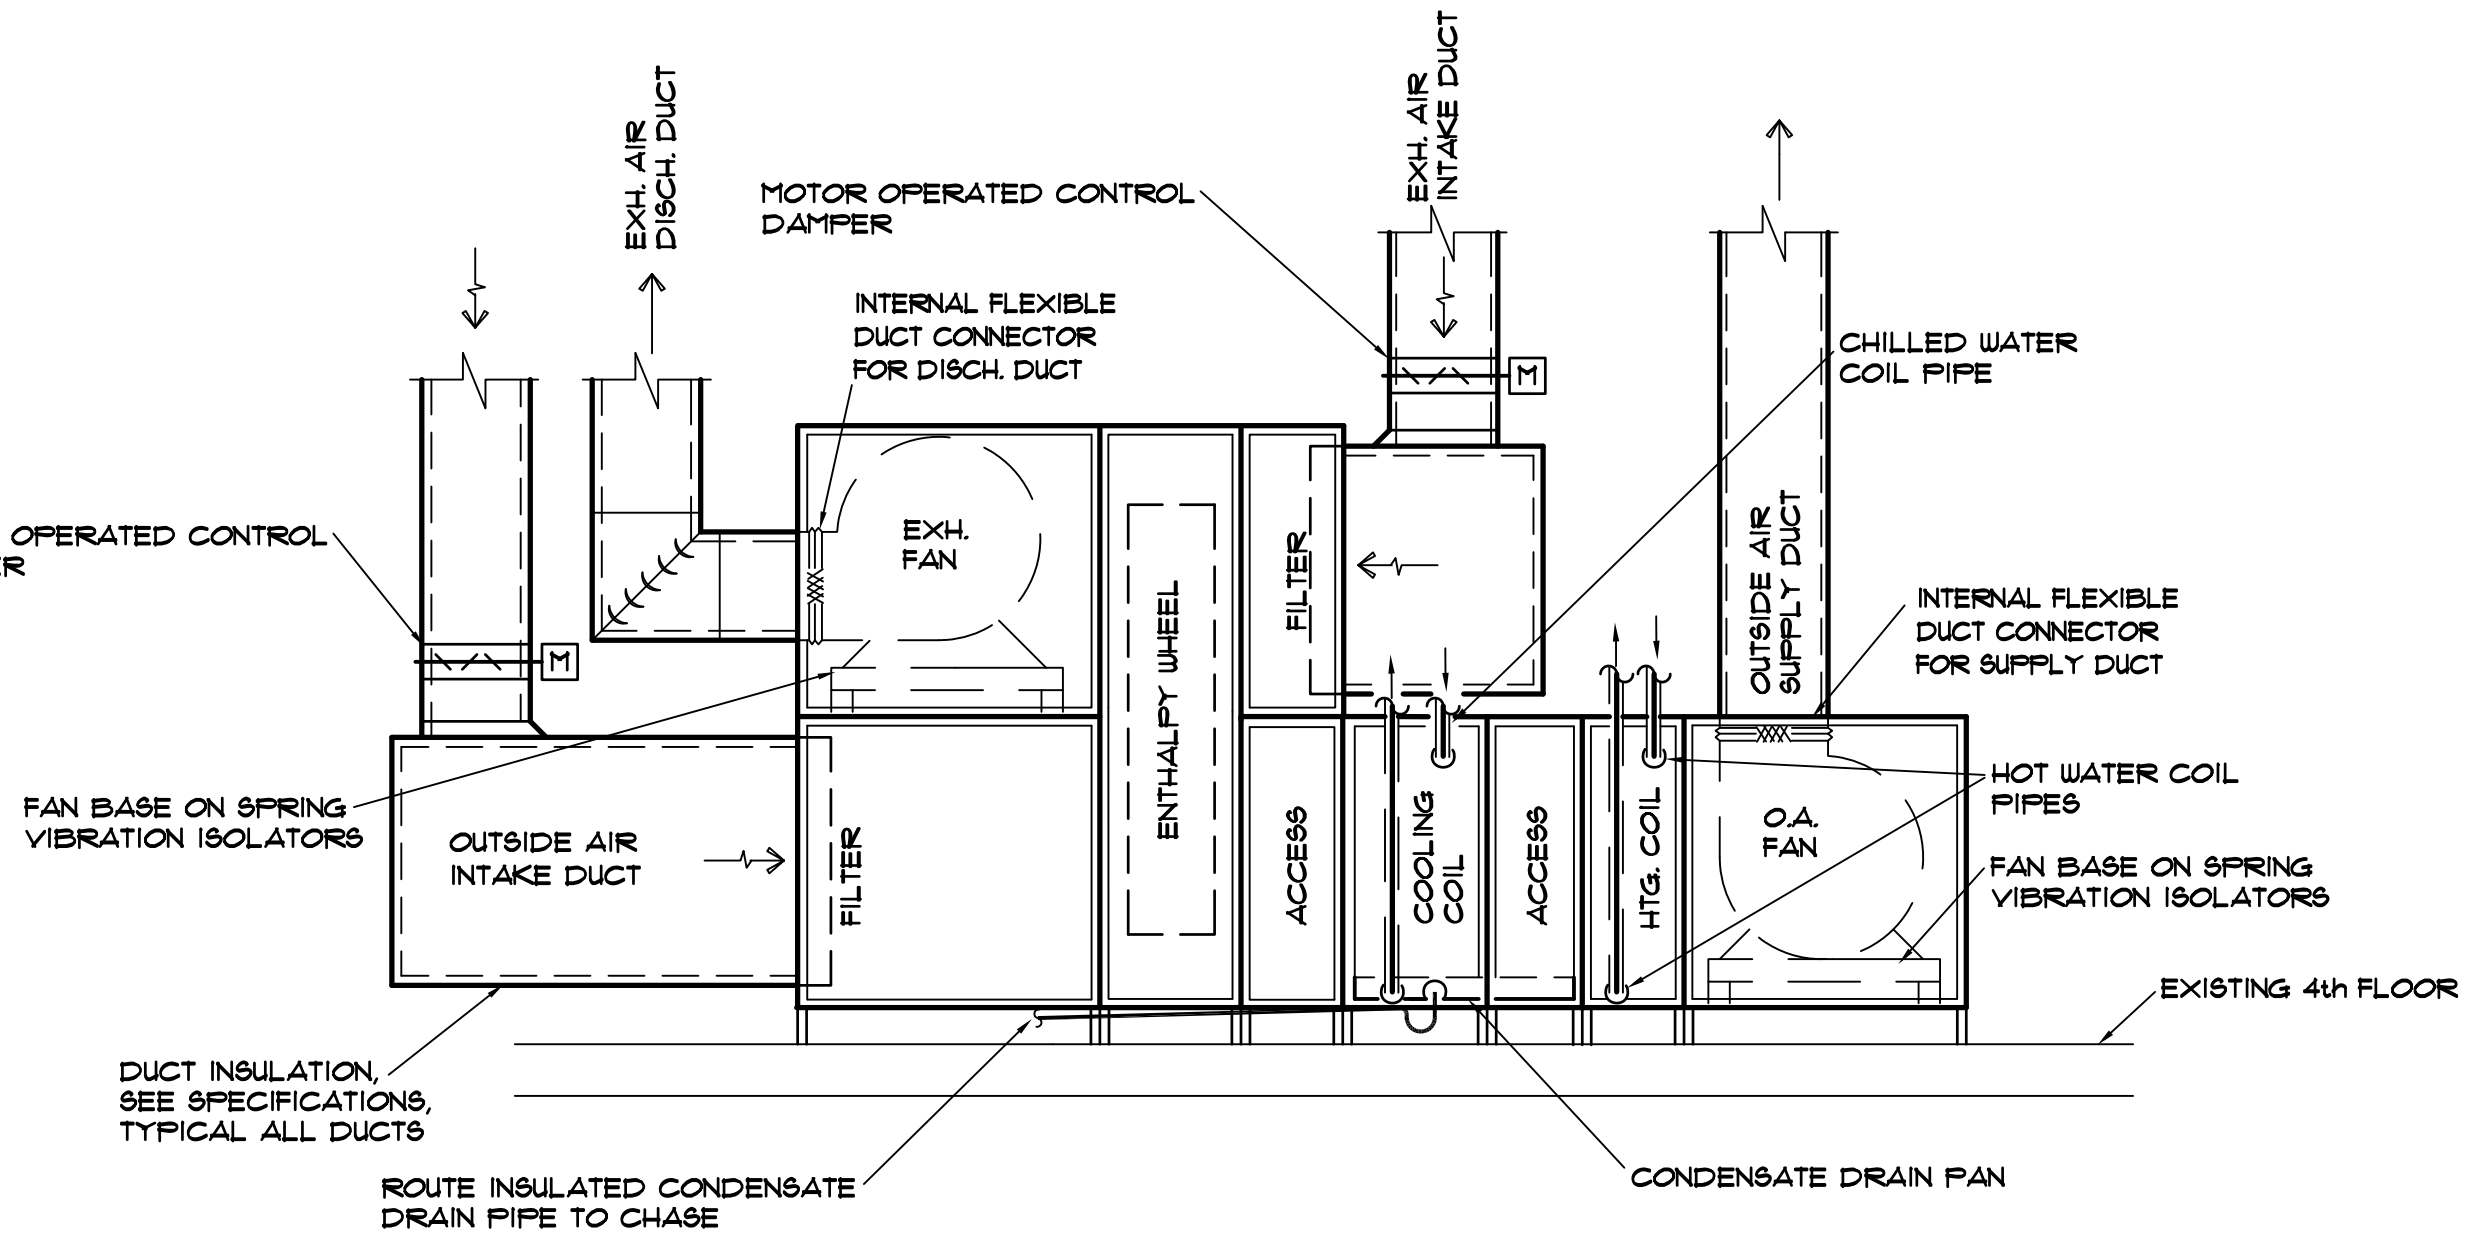 EXH. AIR
DISCH. DUCT
EXH. AIR
INTAKE DUCT
MOTOR OPERATED CONTROL
DAMPER
INTERNAL FLEXIBLE
DUCT CONNECTOR
FOR DISCH. DUCT
M
CHILLED WATER
COIL PIPE
OPERATED CONTROL
EXH.
FAN
FILTER
ENTHALPY WHEEL
OUTSIDE AIR
SUPPLY DUCT
INTERNAL FLEXIBLE
DUCT CONNECTOR
FOR SUPPLY DUCT
M
FAN BASE ON SPRING
VIBRATION ISOLATORS
OUTSIDE AIR
INTAKE DUCT
FILTER
ACCESS
COOLING
COIL
ACCESS
HTG. COIL
O.A.
FAN
HOT WATER COIL
PIPES
FAN BASE ON SPRING
VIBRATION ISOLATORS
EXISTING 4th FLOOR
DUCT INSULATION,
SEE SPECIFICATIONS,
TYPICAL ALL DUCTS
ROUTE INSULATED CONDENSATE
DRAIN PIPE TO CHASE
CONDENSATE DRAIN PAN